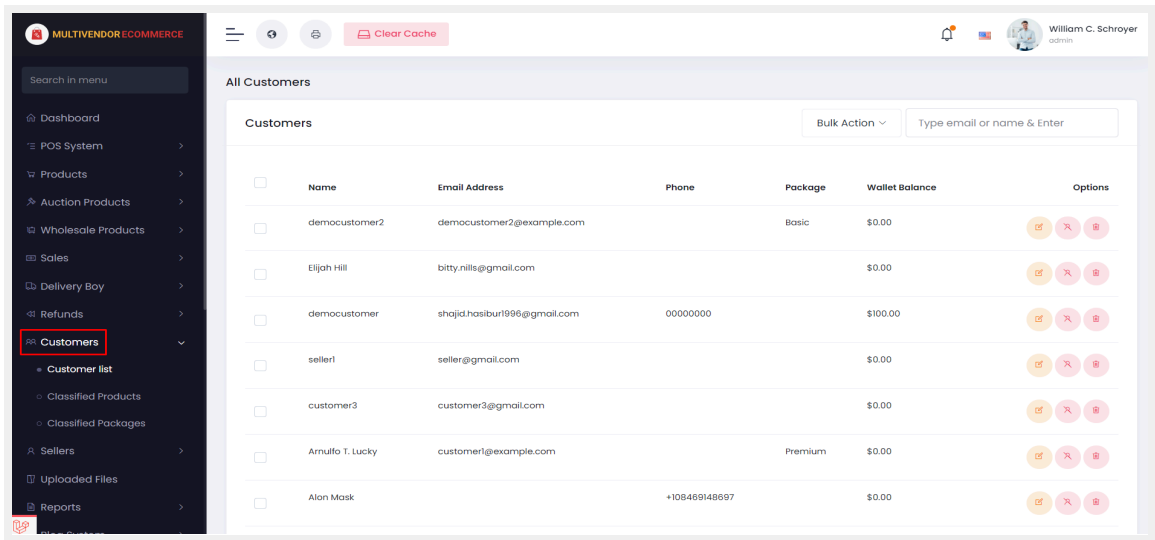 MULTIVENDOR ECOMMERCE
Clear Cache
William C. Schroyer
admin
Search in menu
Dashboard
POS System
Products
Auction Products
Wholesale Products
Sales
Delivery Boy
Refunds
Customers
Customer list
Classified Products
Classified Packages
Sellers
Uploaded Files
Reports
Blog System
All Customers
Customers
Bulk Action
Type email or name & Enter
Name Email Address Phone Package Wallet Balance Options
democustomer2 democustomer2@example.com Basic $0.00
Elijah Hill bitty.nills@gmail.com $0.00
democustomer shajid.hasibur1996@gmail.com 00000000 $100.00
seller1 seller@gmail.com $0.00
customer3 customer3@gmail.com $0.00
Arnulfo T. Lucky customer1@example.com Premium $0.00
Alon Mask +108469148697 $0.00